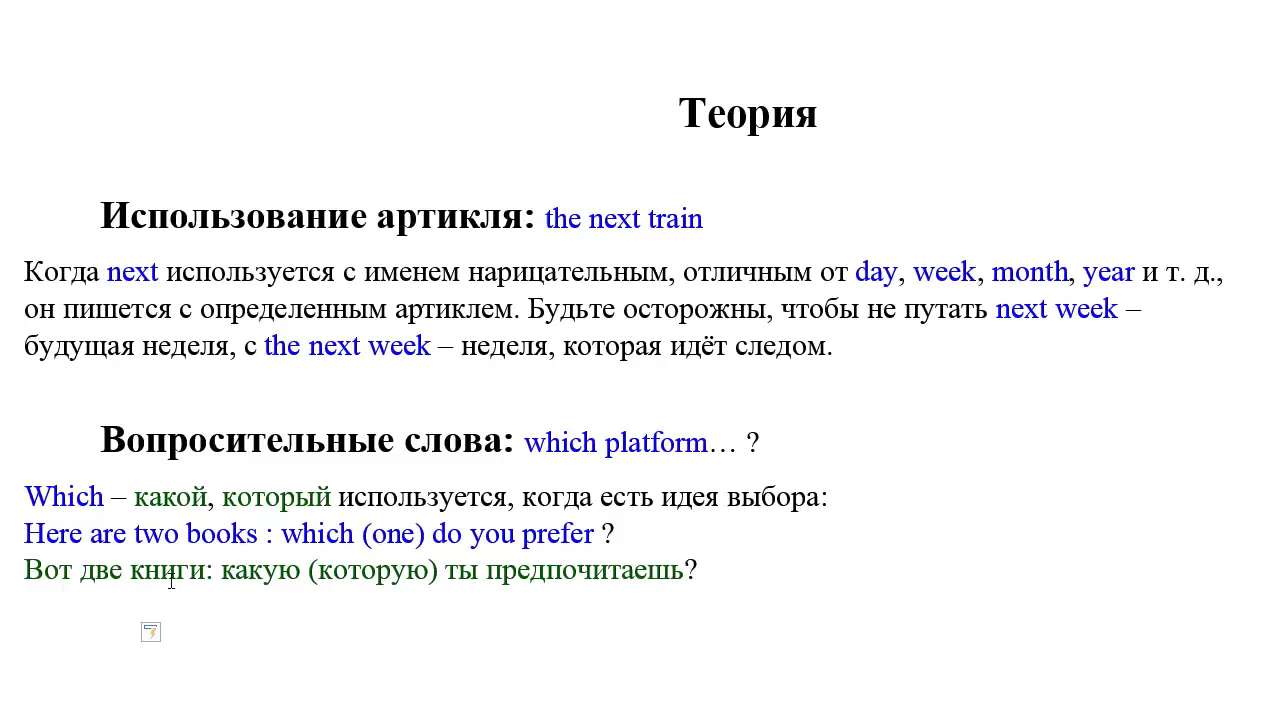 Теория
Использование артикля: the next train
Когда next используется с именем нарицательным, отличным от day, week, month, year и т. д.,
он пишется с определенным артиклем. Будьте осторожны, чтобы не путать next week –
будущая неделя, с the next week – неделя, которая идёт следом.
Вопросительные слова: which platform… ?
Which – какой, который используется, когда есть идея выбора:
Here are two books : which (one) do you prefer ?
Вот две книги: какую (которую) ты предпочитаешь?